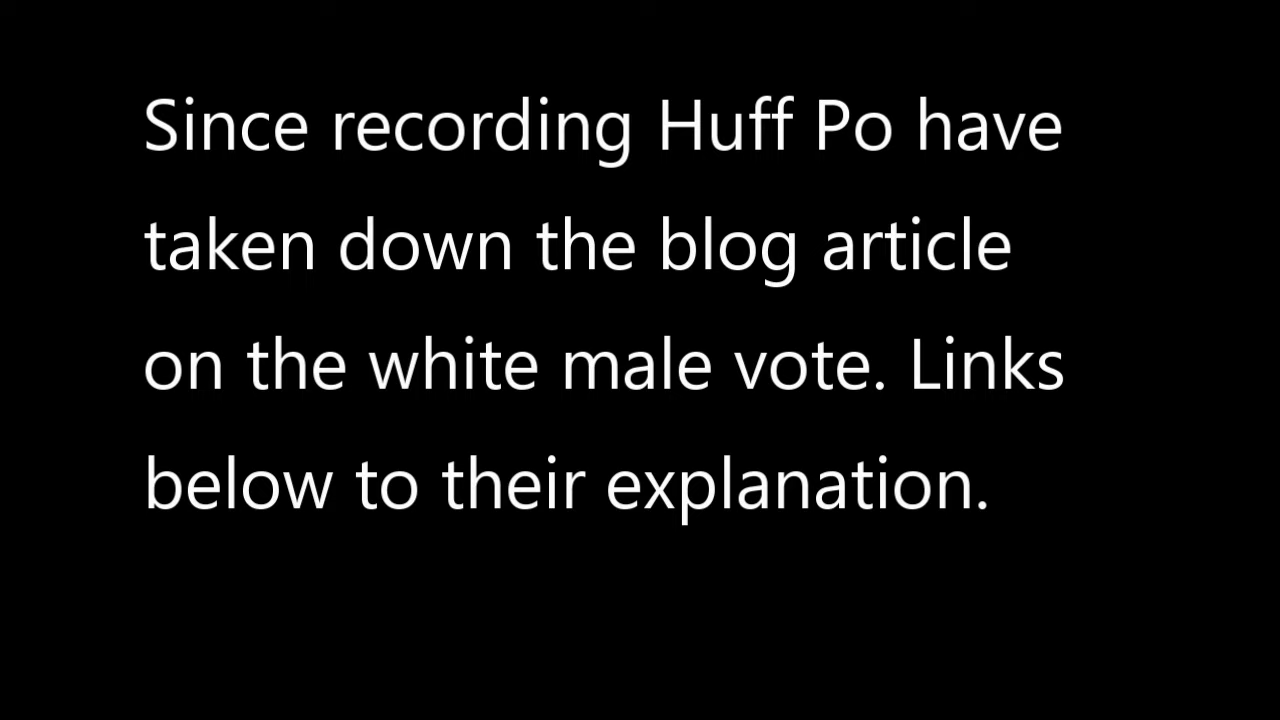 Since recording Huff Po have
taken down the blog article
on the white male vote. Links
below to their explanation.